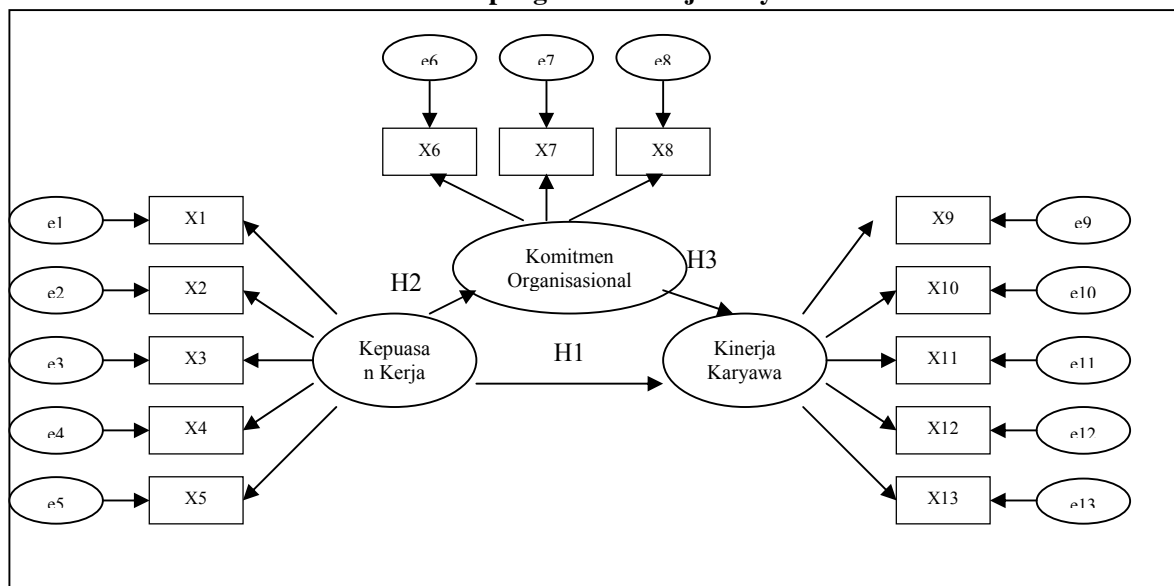 e6 e7 e8
X6 X7 X8
X1 X9
e1 e9
Komitmen
Organisasional
H3
H2
X2 X10
e2 e10
Kepuasa
n Kerja
H1
Kinerja
Karyawa
X3 X11
e3 e11
X4 X12
e4 e12
X5 X13
e5 e13